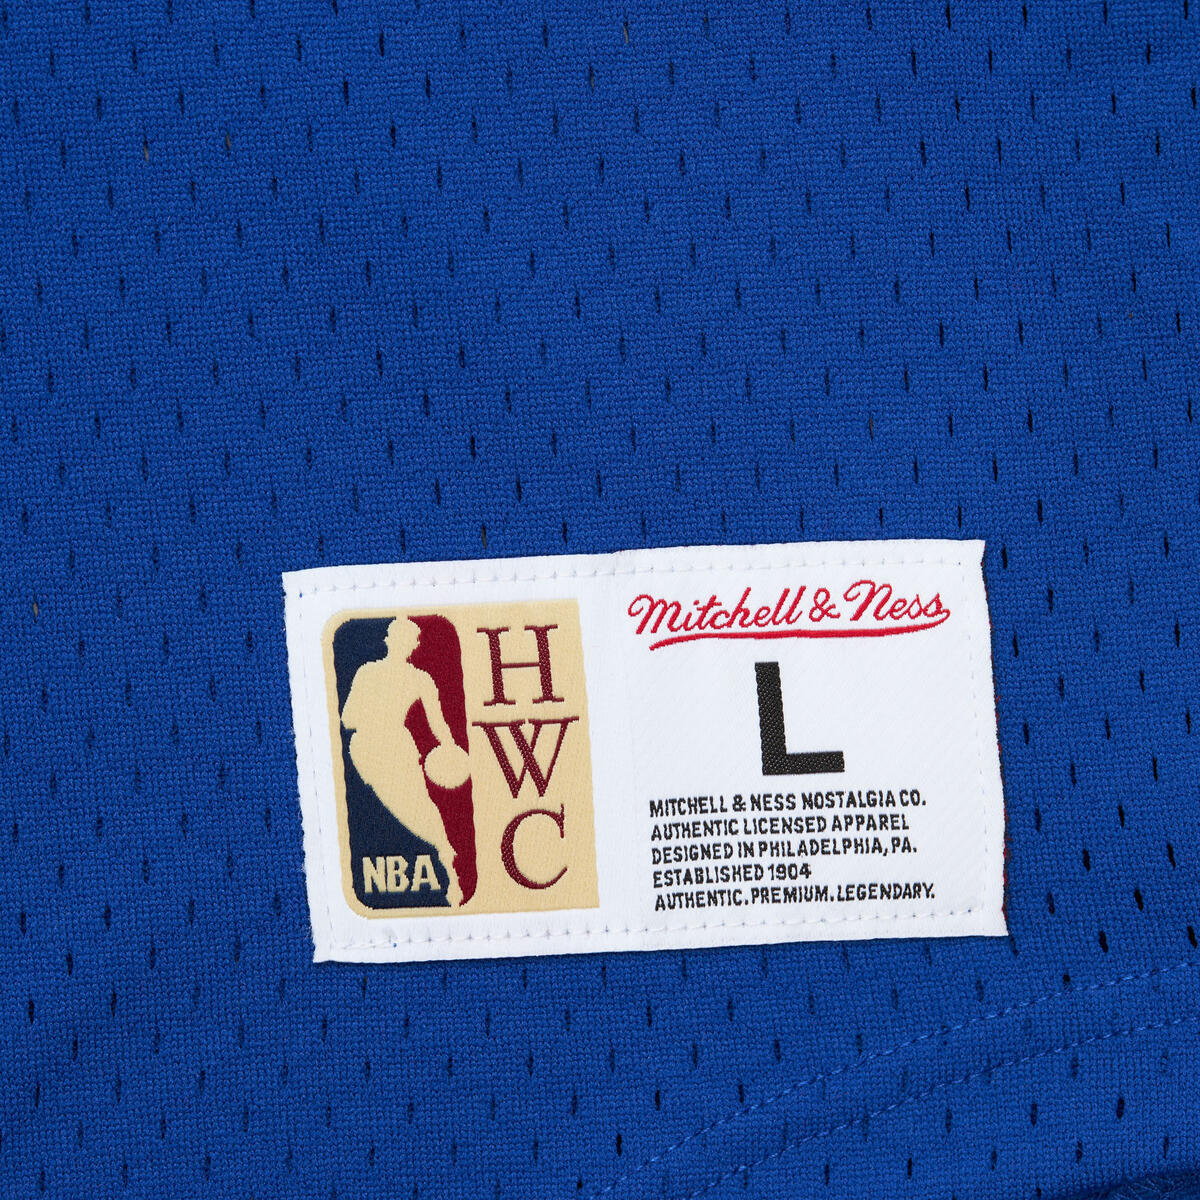 H
W
C
NBA
Mitchell & Ness
L
MITCHELL & NESS NOSTALGIA CO.
AUTHENTIC LICENSED APPAREL
DESIGNED IN PHILADELPHIA, PA.
ESTABLISHED 1904
AUTHENTIC. PREMIUM. LEGENDARY.